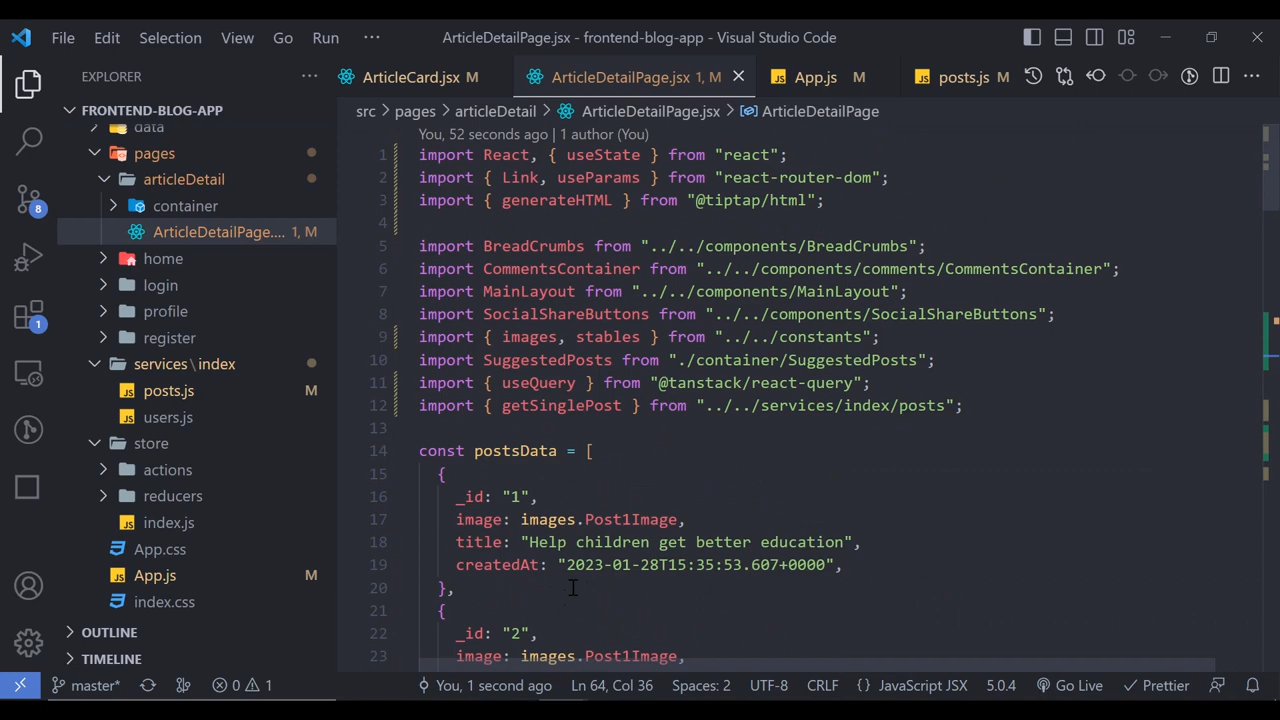 File Edit Selection View Go Run ··· ArticleDetailPage.jsx - frontend-blog-app - Visual Studio Code
EXPLORER ···
FRONTEND-BLOG-APP
data
pages
articleDetail
container
ArticleDetailPage.... 1, M
home
login
profile
register
services\index
JS posts.js M
JS users.js
store
actions
reducers
JS index.js
App.css
JS App.js M
index.css
OUTLINE
TIMELINE
8
1
ArticleCard.jsx M ArticleDetailPage.jsx 1, M JS App.js M JS posts.js M ···
src > pages > articleDetail > ArticleDetailPage.jsx > ArticleDetailPage
You, 52 seconds ago | 1 author (You)
1 import React, { useState } from "react";
2 import { Link, useParams } from "react-router-dom";
3 import { generateHTML } from "@tiptap/html";
4
5 import BreadCrumbs from "../../components/BreadCrumbs";
6 import CommentsContainer from "../../components/comments/CommentsContainer";
7 import MainLayout from "../../components/MainLayout";
8 import SocialShareButtons from "../../components/SocialShareButtons";
9 import { images, stables } from "../../constants";
10 import SuggestedPosts from "./container/SuggestedPosts";
11 import { useQuery } from "@tanstack/react-query";
12 import { getSinglePost } from "../../services/index/posts";
13
14 const postsData = [
15 {
16 _id: "1",
17 image: images.Post1Image,
18 title: "Help children get better education",
19 createdAt: "2023-01-28T15:35:53.607+0000",
20 },
21 {
22 _id: "2",
23 image: images.Post1Image,
master* 0 1 You, 1 second ago Ln 64, Col 36 Spaces: 2 UTF-8 CRLF {} JavaScript JSX 5.0.4 Go Live Prettier